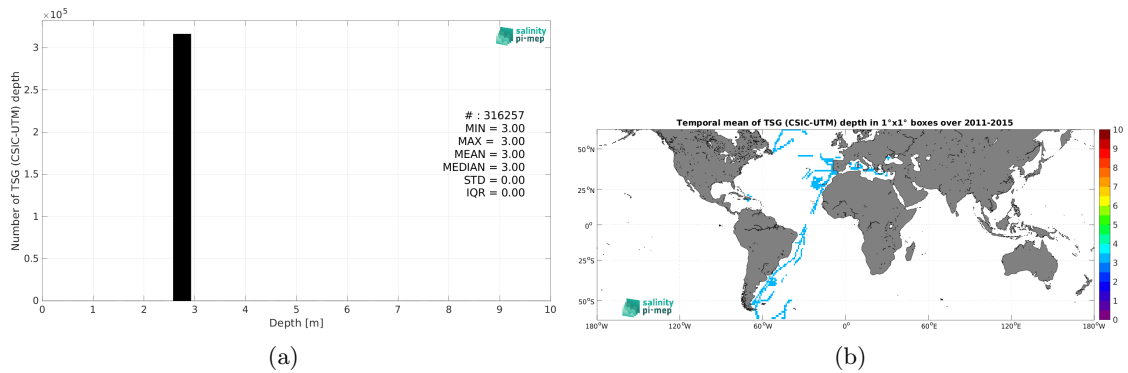 ×10⁵
3
2.5
2
1.5
1
0.5
0
0 1 2 3 4 5 6 7 8 9 10
Number of TSG (CSIC-UTM) depth
Depth [m]
salinity
pi-mep
# : 316257
MIN = 3.00
MAX = 3.00
MEAN = 3.00
MEDIAN = 3.00
STD = 0.00
IQR = 0.00
(a)
Temporal mean of TSG (CSIC-UTM) depth in 1°x1° boxes over 2011-2015
50°N
25°N
0°
25°S
50°S
180°W 120°W 60°W 0° 60°E 120°E 180°E
salinity
pi-mep
10
9
8
7
6
5
4
3
2
1
0
(b)